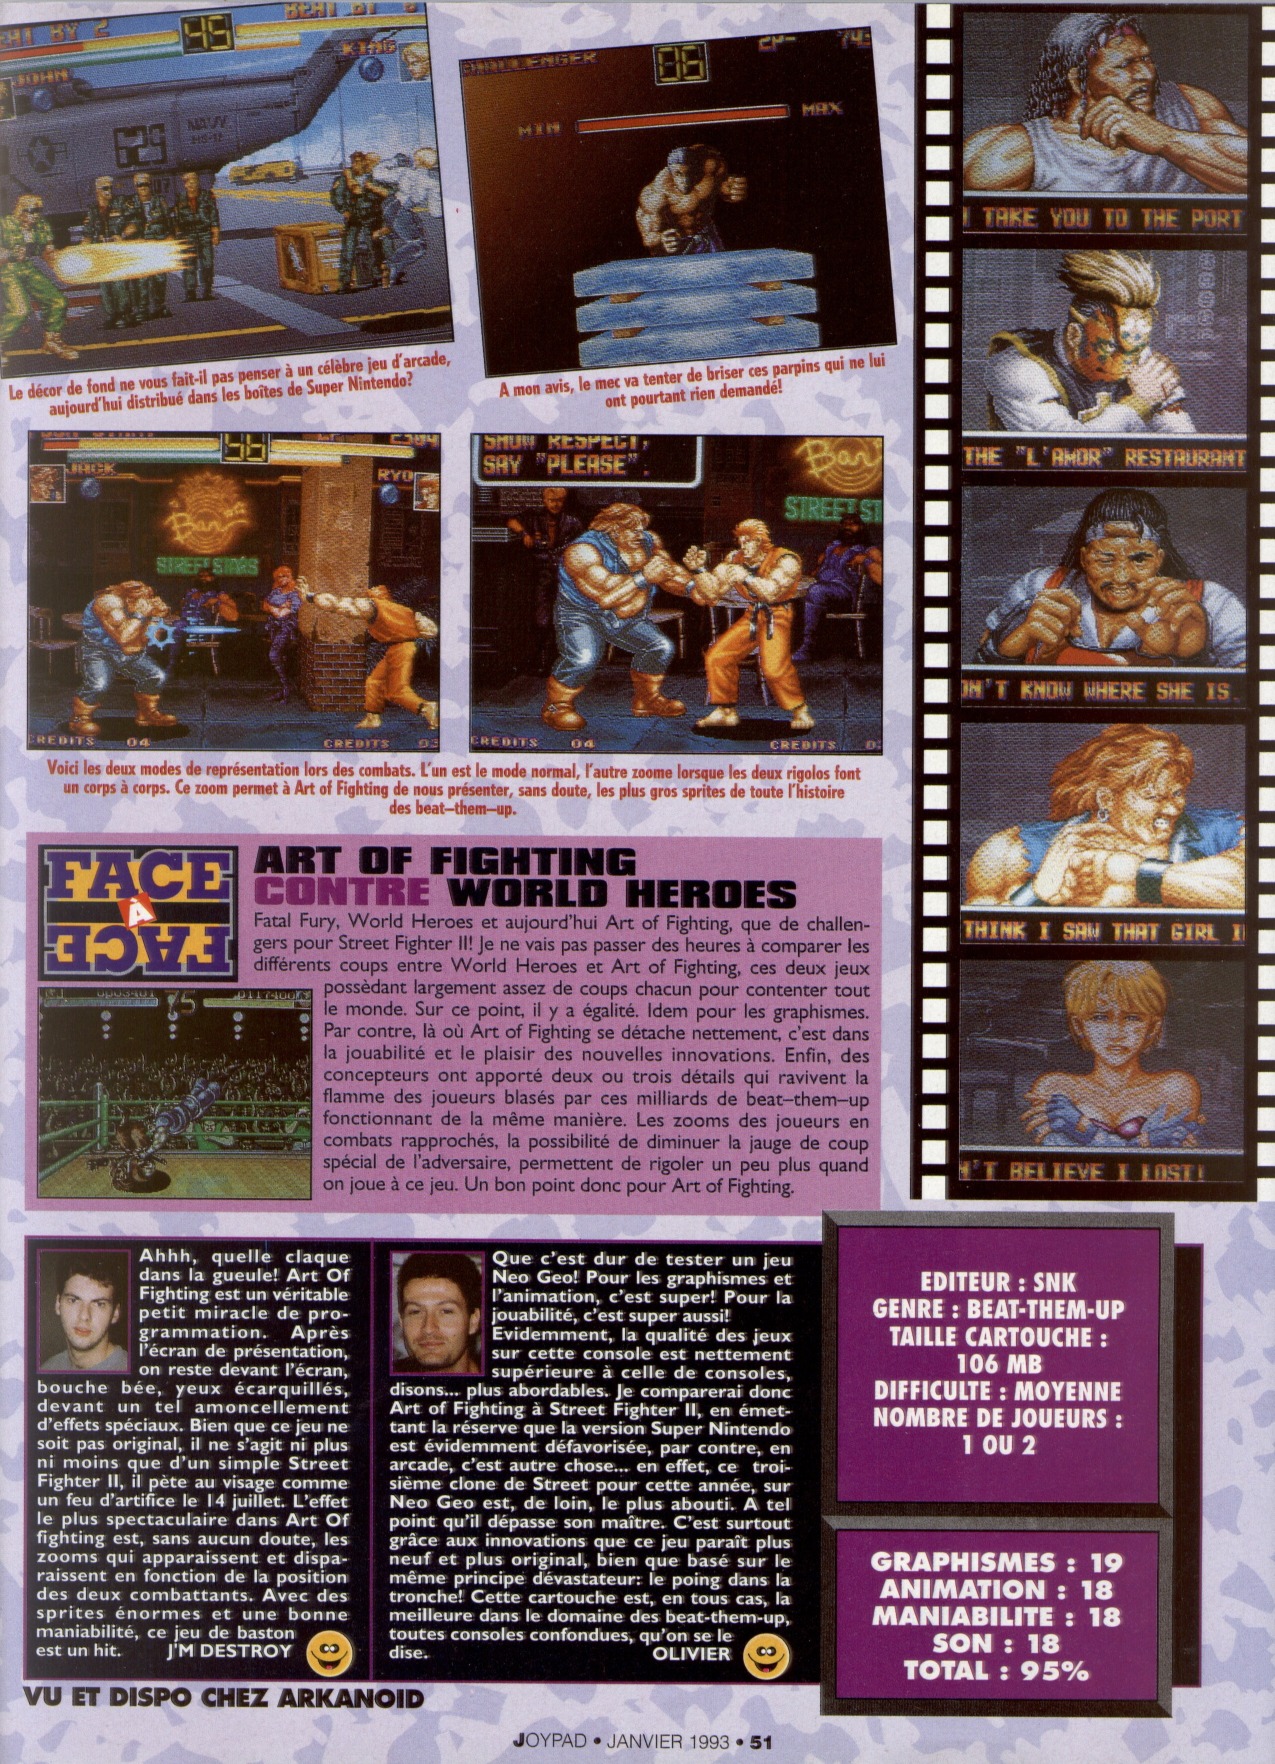 BEAT BY 2
45
BEAT BY
JOHN
KING
NAVY
HS-12
Le décor de fond ne vous fait-il pas penser à un célèbre jeu d'arcade,
aujourd'hui distribué dans les boîtes de Super Nintendo?
CHALLENGER
06
2P-
MIN
MAX
A mon avis, le mec va tenter de briser ces parpins qui ne lui
ont pourtant rien demandé!
56
JACK
RYO
Bar
STREET STARS
CREDITS 04
CREDITS
SHOW RESPECT,
SAY "PLEASE".
Bar
STREET ST
CREDITS 04
CREDITS
Voici les deux modes de représentation lors des combats. L'un est le mode normal, l'autre zoome lorsque les deux rigolos font
un corps à corps. Ce zoom permet à Art of Fighting de nous présenter, sans doute, les plus gros sprites de toute l'histoire
des beat–them–up.
TAKE YOU TO THE PORT
THE "L'AMOR" RESTAURANT
ON'T KNOW WHERE SHE IS.
THINK I SAW THAT GIRL I
N'T BELIEVE I LOST!
FACE
À
FACE
ART OF FIGHTING
CONTRE WORLD HEROES
75
Fatal Fury, World Heroes et aujourd'hui Art of Fighting, que de challen-
gers pour Street Fighter II! Je ne vais pas passer des heures à comparer les
différents coups entre World Heroes et Art of Fighting, ces deux jeux
possèdant largement assez de coups chacun pour contenter tout
le monde. Sur ce point, il y a égalité. Idem pour les graphismes.
Par contre, là où Art of Fighting se détache nettement, c'est dans
la jouabilité et le plaisir des nouvelles innovations. Enfin, des
concepteurs ont apporté deux ou trois détails qui ravivent la
flamme des joueurs blasés par ces milliards de beat–them–up
fonctionnant de la même manière. Les zooms des joueurs en
combats rapprochés, la possibilité de diminuer la jauge de coup
spécial de l'adversaire, permettent de rigoler un peu plus quand
on joue à ce jeu. Un bon point donc pour Art of Fighting.
Ahhh, quelle claque
dans la gueule! Art Of
Fighting est un véritable
petit miracle de pro-
grammation. Après
l'écran de présentation,
on reste devant l'écran,
bouche bée, yeux écarquillés,
devant un tel amoncellement
d'effets spéciaux. Bien que ce jeu ne
soit pas original, il ne s'agit ni plus
ni moins que d'un simple Street
Fighter II, il pète au visage comme
un feu d'artifice le 14 juillet. L'effet
le plus spectaculaire dans Art Of
fighting est, sans aucun doute, les
zooms qui apparaissent et dispa-
raissent en fonction de la position
des deux combattants. Avec des
sprites énormes et une bonne
maniabilité, ce jeu de baston
est un hit. J'M DESTROY
Que c'est dur de tester un jeu
Neo Geo! Pour les graphismes et
l'animation, c'est super! Pour la
jouabilité, c'est super aussi!
Evidemment, la qualité des jeux
sur cette console est nettement
supérieure à celle de consoles,
disons... plus abordables. Je comparerai donc
Art of Fighting à Street Fighter II, en émet-
tant la réserve que la version Super Nintendo
est évidemment défavorisée, par contre, en
arcade, c'est autre chose... en effet, ce troi-
sième clone de Street pour cette année, sur
Neo Geo est, de loin, le plus abouti. A tel
point qu'il dépasse son maître. C'est surtout
grâce aux innovations que ce jeu paraît plus
neuf et plus original, bien que basé sur le
même principe dévastateur: le poing dans la
tronche! Cette cartouche est, en tous cas, la
meilleure dans le domaine des beat-them-up,
toutes consoles confondues, qu'on se le
dise. OLIVIER
EDITEUR : SNK
GENRE : BEAT-THEM-UP
TAILLE CARTOUCHE :
106 MB
DIFFICULTE : MOYENNE
NOMBRE DE JOUEURS :
1 OU 2
GRAPHISMES : 19
ANIMATION : 18
MANIABILITE : 18
SON : 18
TOTAL : 95%
VU ET DISPO CHEZ ARKANOID
JOYPAD • JANVIER 1993 • 51